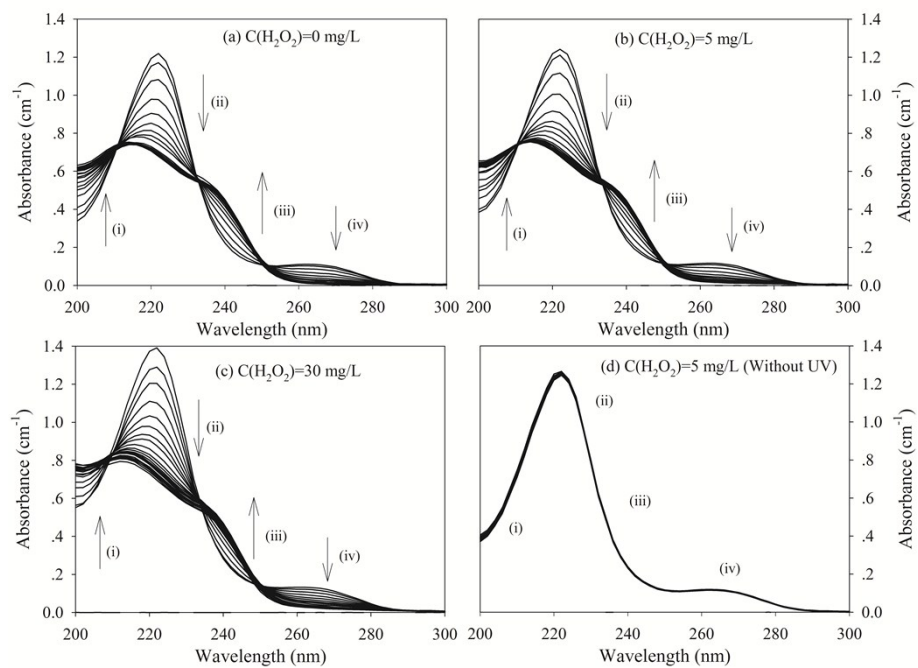 (a) C(H₂O₂)=0 mg/L
(i)
(ii)
(iii)
(iv)
1.4
1.2
1.0
.8
.6
.4
.2
0.0
Absorbance (cm⁻¹)
200 220 240 260 280 300
Wavelength (nm)
(b) C(H₂O₂)=5 mg/L
(i)
(ii)
(iii)
(iv)
1.4
1.2
1.0
.8
.6
.4
.2
0.0
Absorbance (cm⁻¹)
200 220 240 260 280 300
Wavelength (nm)
(c) C(H₂O₂)=30 mg/L
(i)
(ii)
(iii)
(iv)
1.4
1.2
1.0
.8
.6
.4
.2
0.0
Absorbance (cm⁻¹)
200 220 240 260 280 300
Wavelength (nm)
(d) C(H₂O₂)=5 mg/L (Without UV)
(i)
(ii)
(iii)
(iv)
1.4
1.2
1.0
.8
.6
.4
.2
0.0
Absorbance (cm⁻¹)
200 220 240 260 280 300
Wavelength (nm)